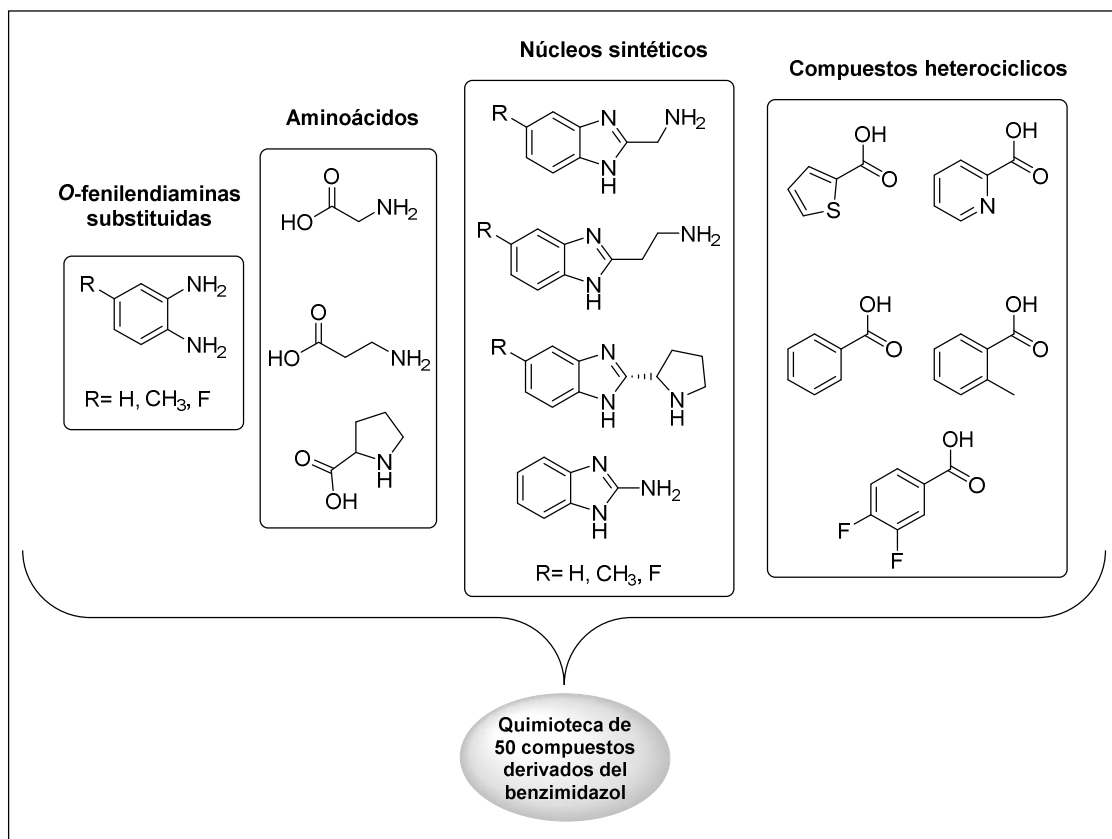 Núcleos sintéticos
Compuestos heterociclicos
Aminoácidos
O-fenilendiaminas
substituidas
R
NH2
NH2
R= H, CH3, F
O
HO
NH2
O
HO
NH2
O
OH
N
H
R
N
N
H
NH2
R
N
N
H
NH2
R
N
N
H
N
H
N
N
H
NH2
R= H, CH3, F
OH
O
S
OH
O
N
OH
O
OH
O
OH
O
F
F
Quimioteca de
50 compuestos
derivados del
benzimidazol